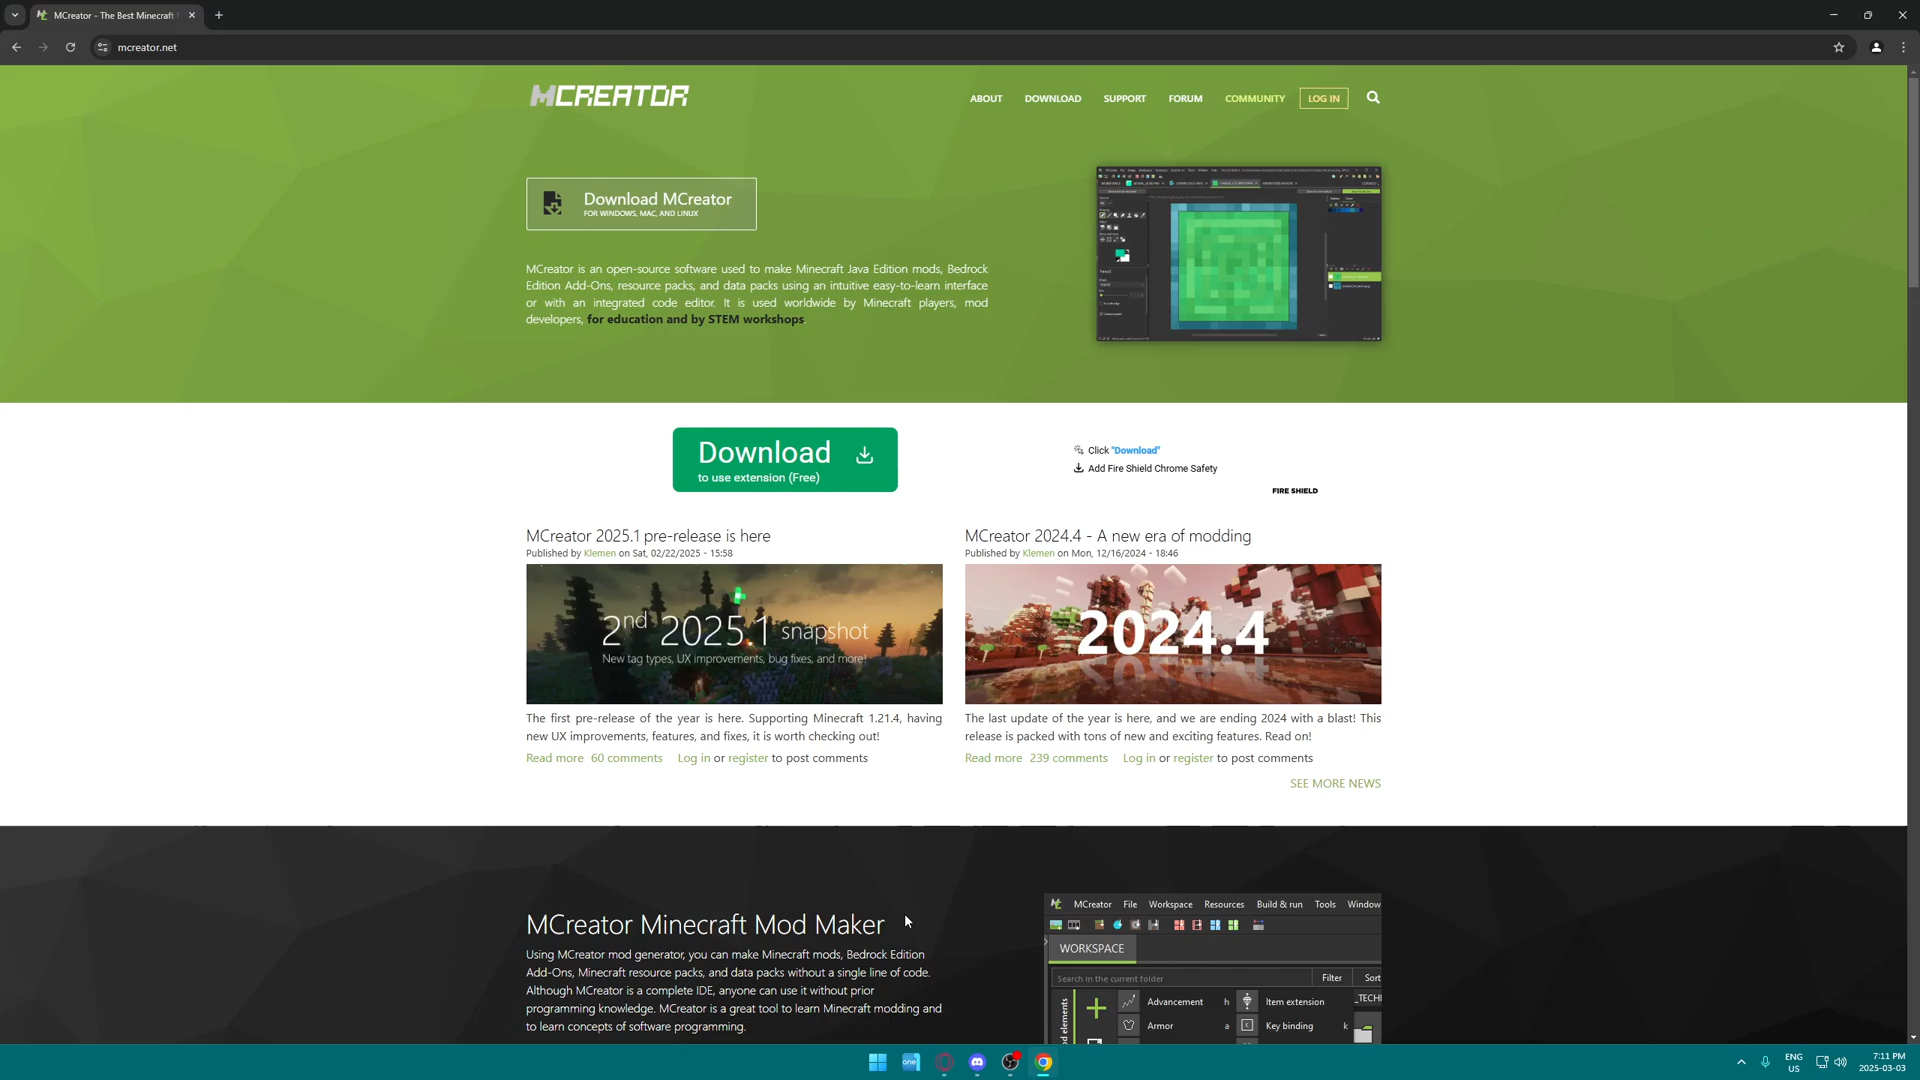 MCreator - The Best Minecraft
mcreator.net
MCREATOR
ABOUT
DOWNLOAD
SUPPORT
FORUM
COMMUNITY
LOG IN
Download MCreator
FOR WINDOWS, MAC, AND LINUX
MCreator is an open-source software used to make Minecraft Java Edition mods, Bedrock
Edition Add-Ons, resource packs, and data packs using an intuitive easy-to-learn interface
or with an integrated code editor. It is used worldwide by Minecraft players, mod
developers, for education and by STEM workshops.
Download
to use extension (Free)
Click "Download"
Add Fire Shield Chrome Safety
FIRE SHIELD
MCreator 2025.1 pre-release is here
Published by Klemen on Sat, 02/22/2025 - 15:58
2nd 2025.1 snapshot
New tag types, UX improvements, bug fixes, and more!
The first pre-release of the year is here. Supporting Minecraft 1.21.4, having
new UX improvements, features, and fixes, it is worth checking out!
Read more 60 comments Log in or register to post comments
MCreator 2024.4 - A new era of modding
Published by Klemen on Mon, 12/16/2024 - 18:46
2024.4
The last update of the year is here, and we are ending 2024 with a blast! This
release is packed with tons of new and exciting features. Read on!
Read more 239 comments Log in or register to post comments
SEE MORE NEWS
MCreator Minecraft Mod Maker
Using MCreator mod generator, you can make Minecraft mods, Bedrock Edition
Add-Ons, Minecraft resource packs, and data packs without a single line of code.
Although MCreator is a complete IDE, anyone can use it without prior
programming knowledge. MCreator is a great tool to learn Minecraft modding and
to learn concepts of software programming.
MCreator File Workspace Resources Build & run Tools Window
WORKSPACE
Search in the current folder
Filter
Sort
Advancement h
Item extension
_TECHI
Armor a
Key binding k
one
ENG
US
7:11 PM
2025-03-03